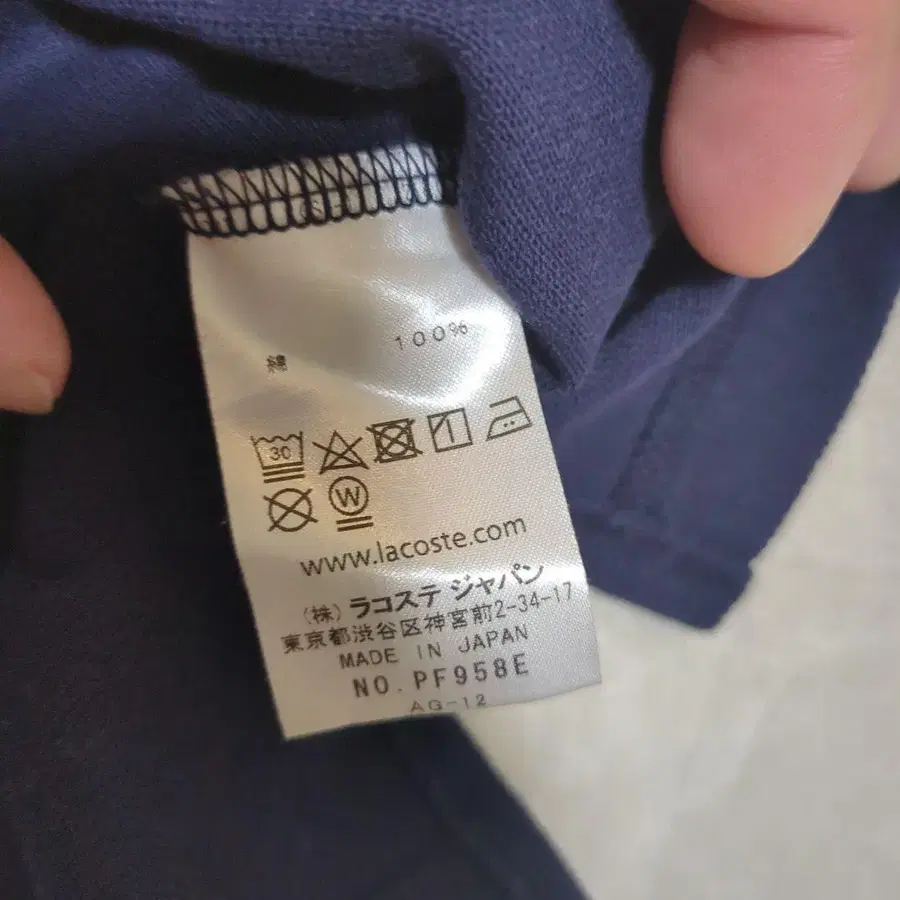 綿 100%
30
W
www.lacoste.com
（株）ラコステ ジャパン
東京都渋谷区神宮前2-34-17
MADE IN JAPAN
NO.PF958E
AG-12